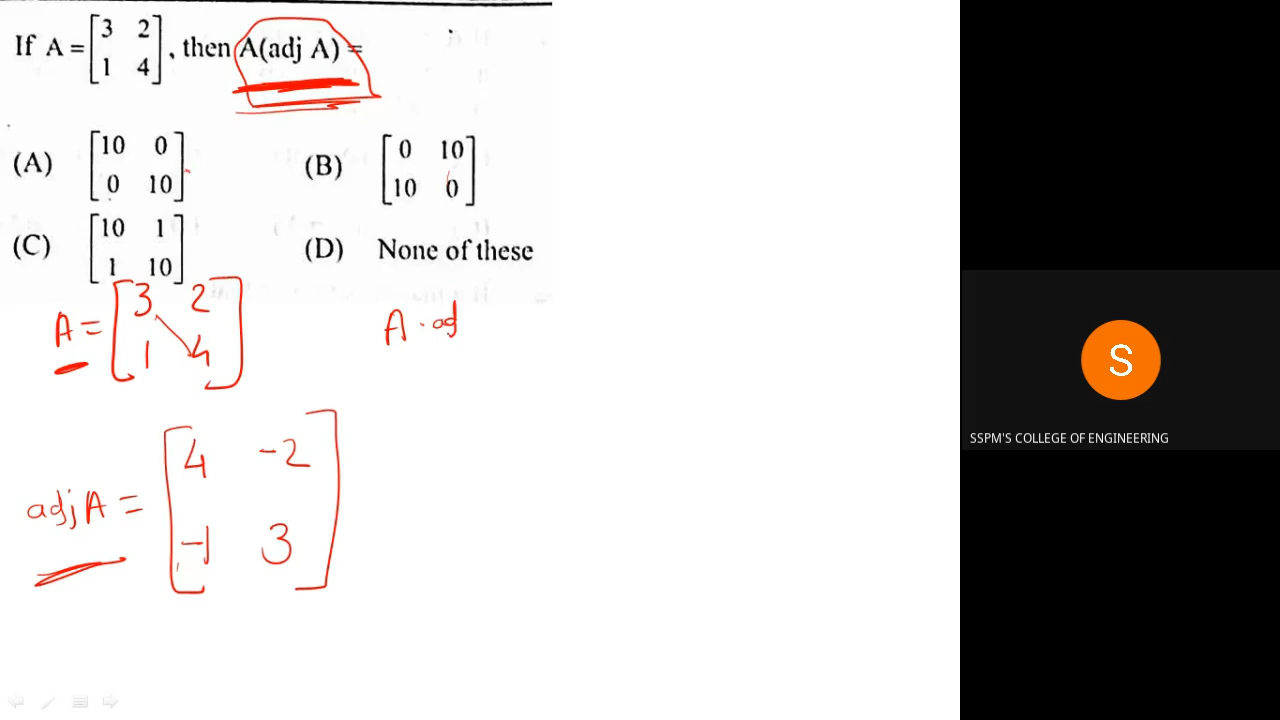 If A = [3 2
1 4], then A(adj A) =
(A) [10 0
0 10]
(B) [0 10
10 0]
(C) [10 1
1 10]
(D) None of these
A = [3 2
1 4]
A · ad
adj A = [4 -2
-1 3]
S
SSPM'S COLLEGE OF ENGINEERING